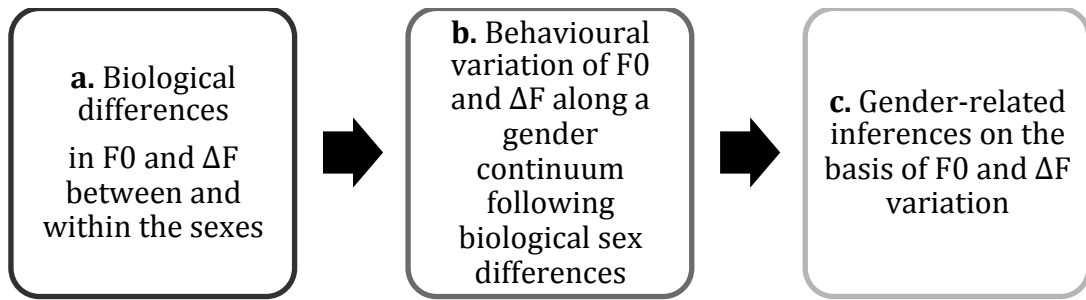 a. Biological
differences
in F0 and ΔF
between and
within the sexes
b. Behavioural
variation of F0
and ΔF along a
gender
continuum
following
biological sex
differences
c. Gender-related
inferences on the
basis of F0 and ΔF
variation